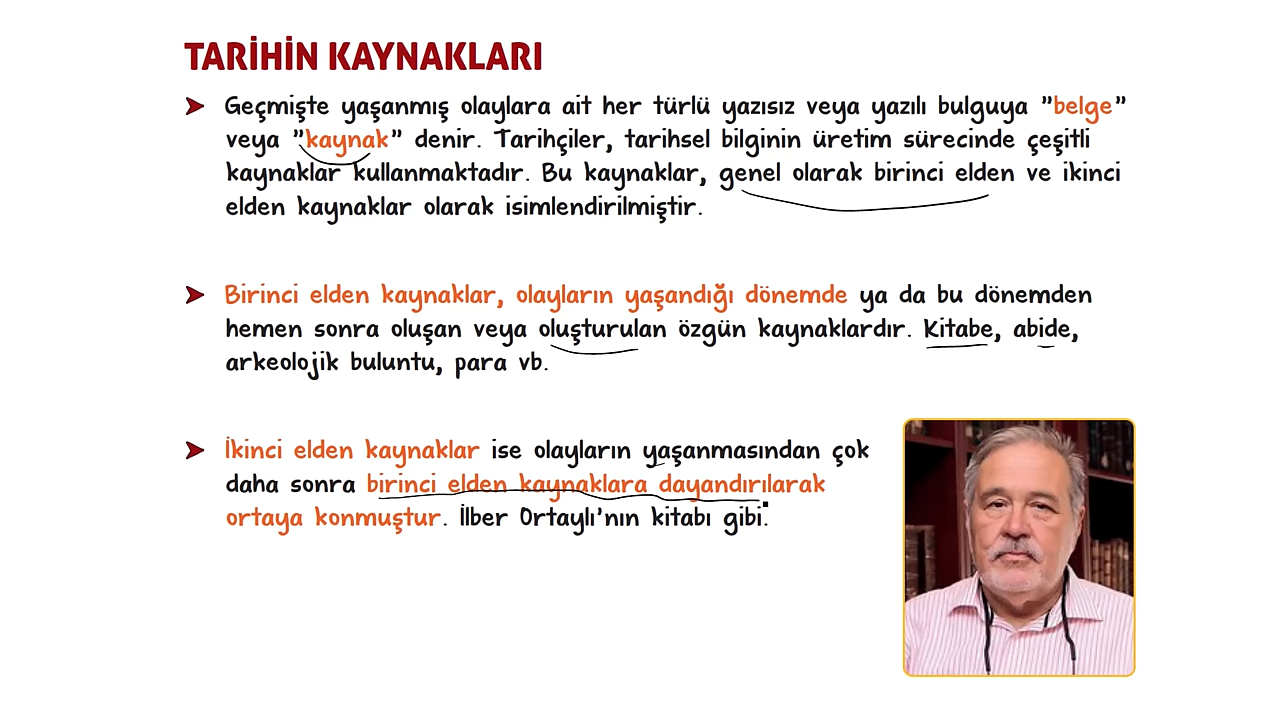 TARİHİN KAYNAKLARI
Geçmişte yaşanmış olaylara ait her türlü yazısız veya yazılı bulguya "belge"
veya "kaynak" denir. Tarihçiler, tarihsel bilginin üretim sürecinde çeşitli
kaynaklar kullanmaktadır. Bu kaynaklar, genel olarak birinci elden ve ikinci
elden kaynaklar olarak isimlendirilmiştir.
Birinci elden kaynaklar, olayların yaşandığı dönemde ya da bu dönemden
hemen sonra oluşan veya oluşturulan özgün kaynaklardır. Kitabe, abide,
arkeolojik buluntu, para vb.
İkinci elden kaynaklar ise olayların yaşanmasından çok
daha sonra birinci elden kaynaklara dayandırılarak
ortaya konmuştur. İlber Ortaylı'nın kitabı gibi.